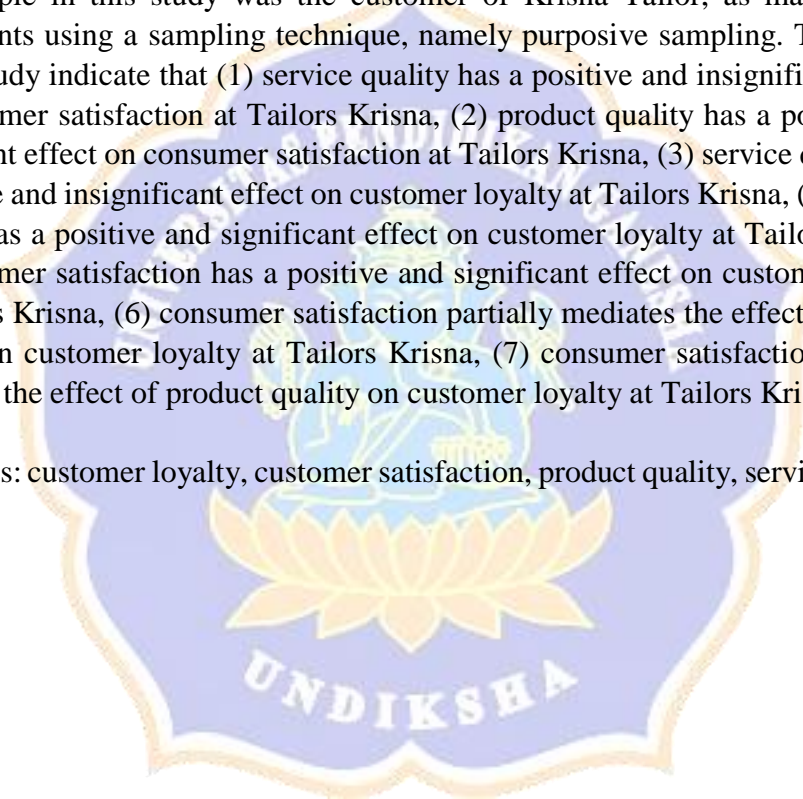 ple in this study was the customer of Krisna Tailor, as ma
nts using a sampling technique, namely purposive sampling. T
udy indicate that (1) service quality has a positive and insignifi
mer satisfaction at Tailors Krisna, (2) product quality has a po
nt effect on consumer satisfaction at Tailors Krisna, (3) service
e and insignificant effect on customer loyalty at Tailors Krisna, (
as a positive and significant effect on customer loyalty at Tailo
mer satisfaction has a positive and significant effect on custom
s Krisna, (6) consumer satisfaction partially mediates the effect
n customer loyalty at Tailors Krisna, (7) consumer satisfactio
the effect of product quality on customer loyalty at Tailors Kri
s: customer loyalty, customer satisfaction, product quality, servi
UNIVERSITAS PENDIDIKAN GANESHA
UNDIKSHA